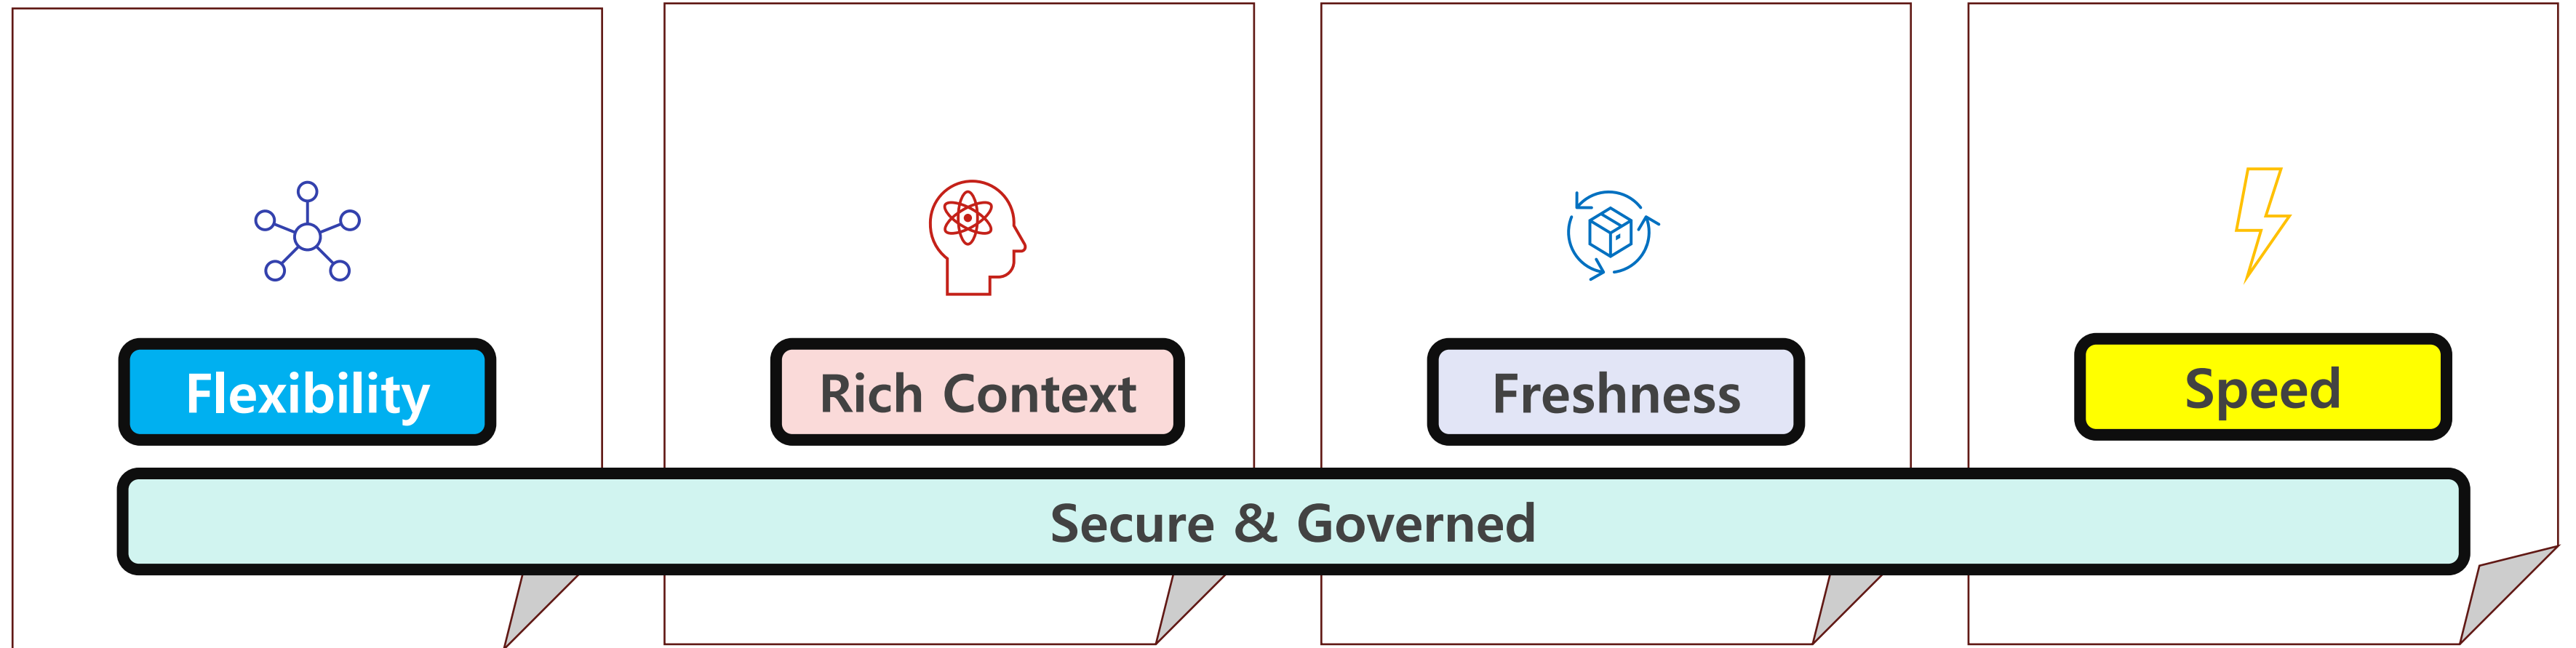 Flexibility
Rich Context
Freshness
Speed
Secure & Governed